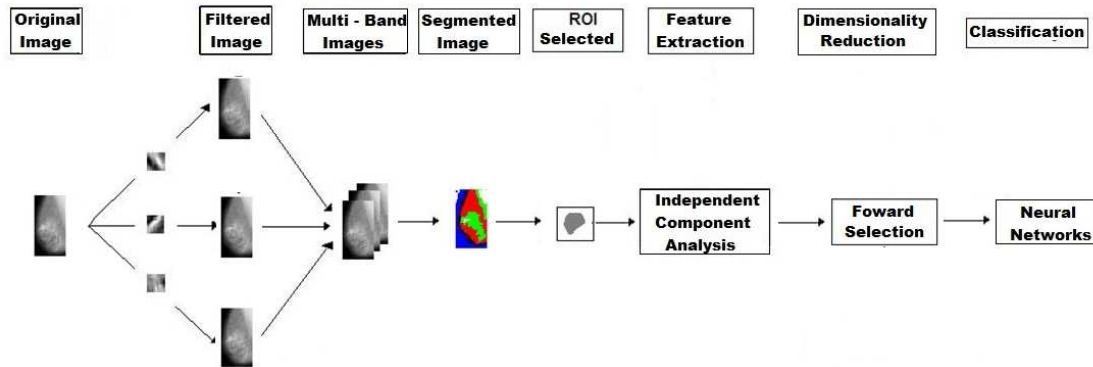 Original
Image
Filtered
Image
Multi - Band
Images
Segmented
Image
ROI
Selected
Feature
Extraction
Dimensionality
Reduction
Classification
Independent
Component
Analysis
Foward
Selection
Neural
Networks